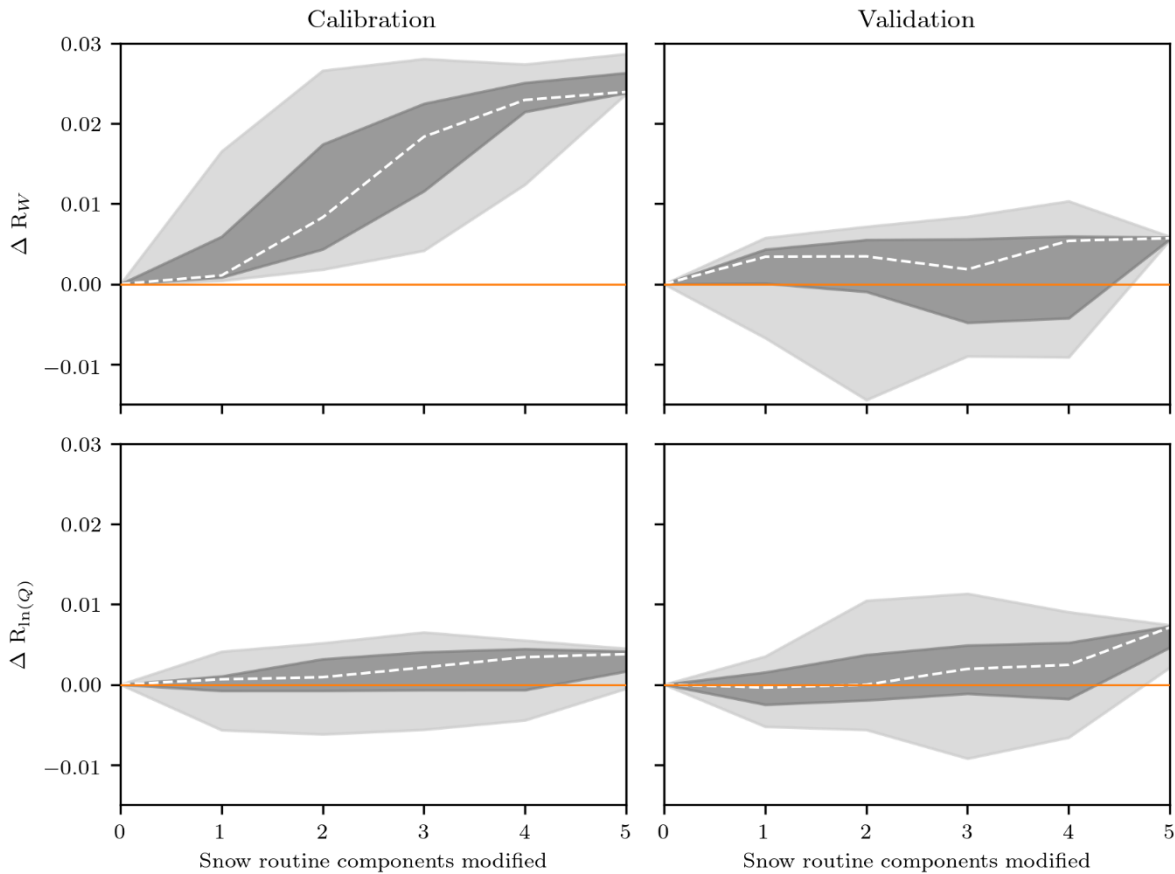 Calibration
Validation
0.03
0.02
0.01
0.00
−0.01
Δ R_W
0.03
0.02
0.01
0.00
−0.01
Δ R_ln(Q)
0 1 2 3 4 5
0 1 2 3 4 5
Snow routine components modified
Snow routine components modified